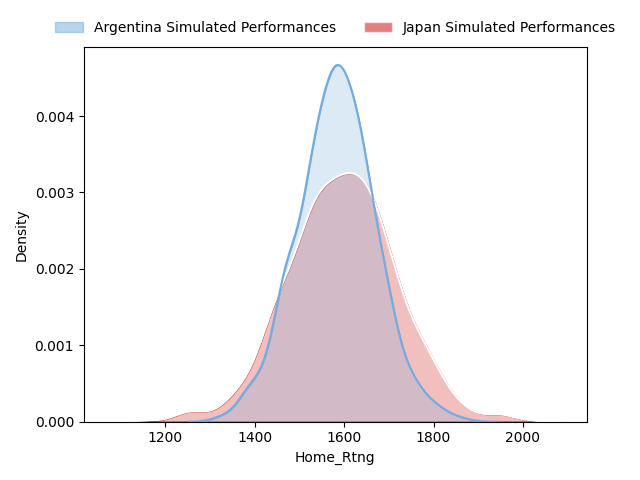 Argentina Simulated Performances
Japan Simulated Performances
Density
0.004
0.003
0.002
0.001
0.000
1200
1400
1600
1800
2000
Home_Rtng